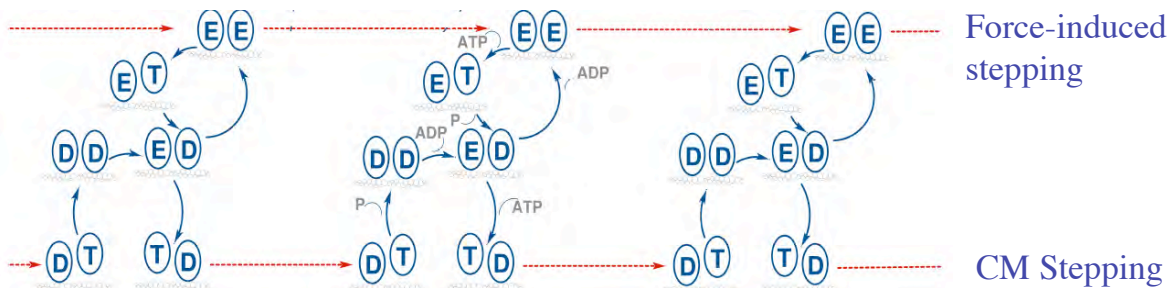 E E E E E E
Force-induced
stepping
ATP
E T E T E T
ADP
P
ADP
D D E D D D E D D D E D
P
ATP
D T T D D T T D D T T D
CM Stepping